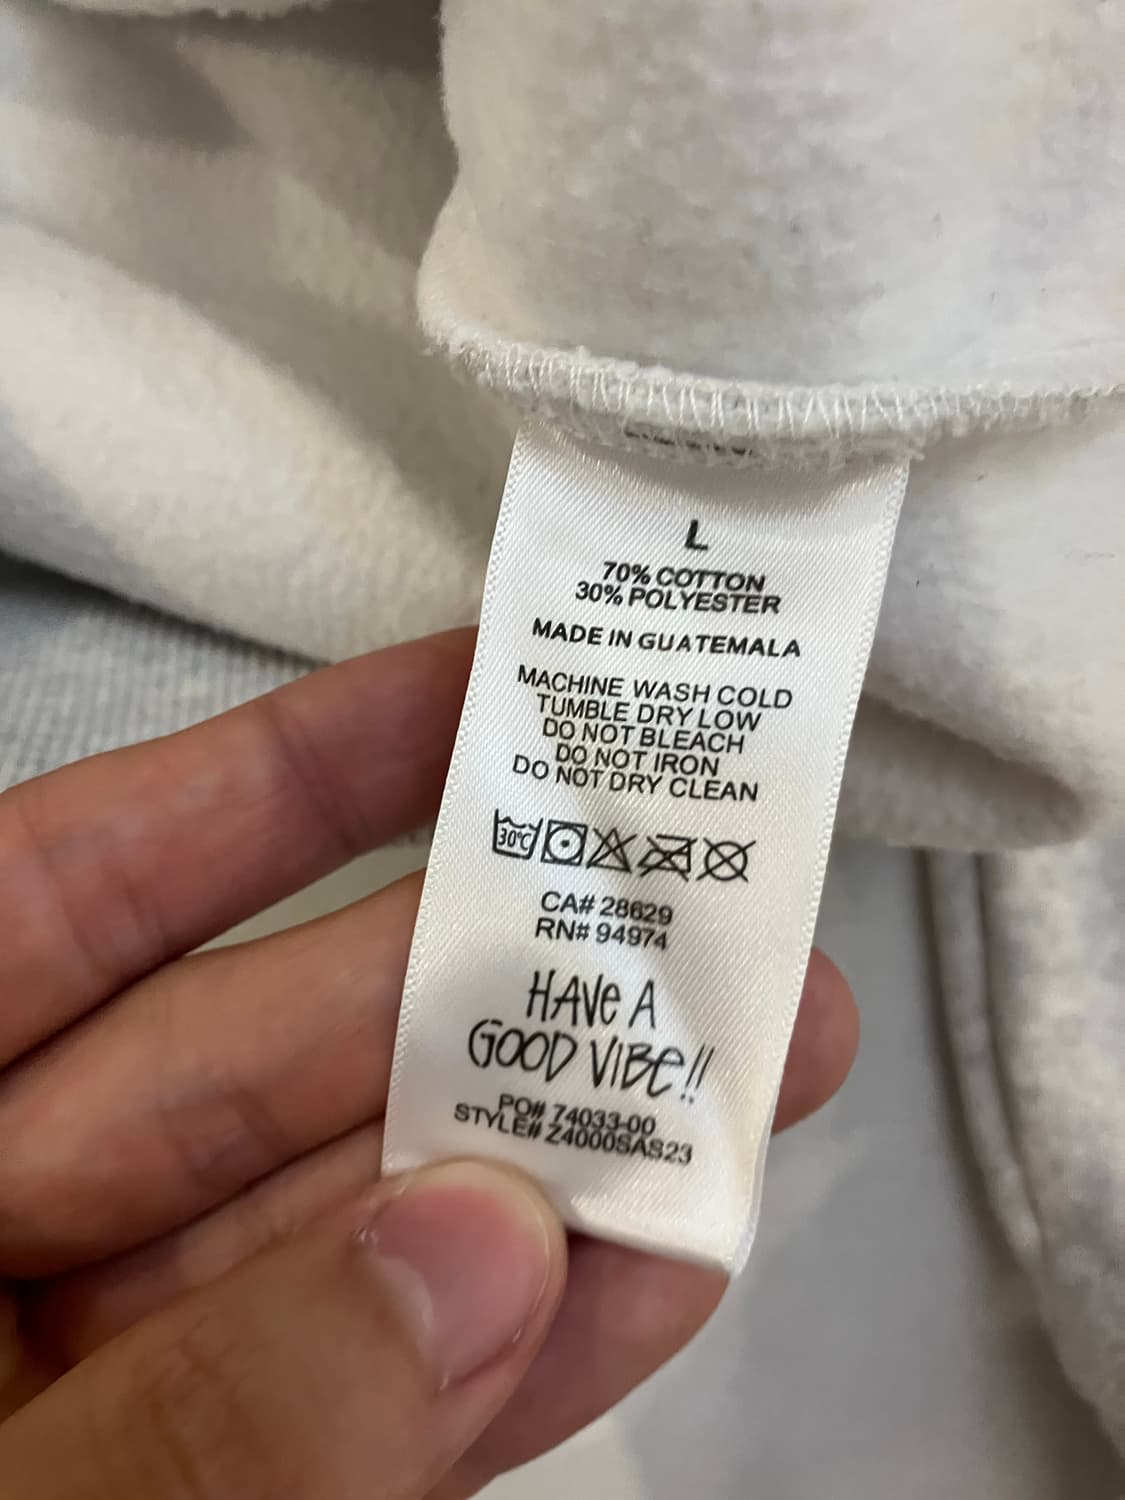 L
70% COTTON
30% POLYESTER
MADE IN GUATEMALA
MACHINE WASH COLD
TUMBLE DRY LOW
DO NOT BLEACH
DO NOT IRON
DO NOT DRY CLEAN
30°C
CA# 28629
RN# 94974
HAVe A
GOOD VIBe!!
PO# 74033-00
STYLE# Z4000SAS23